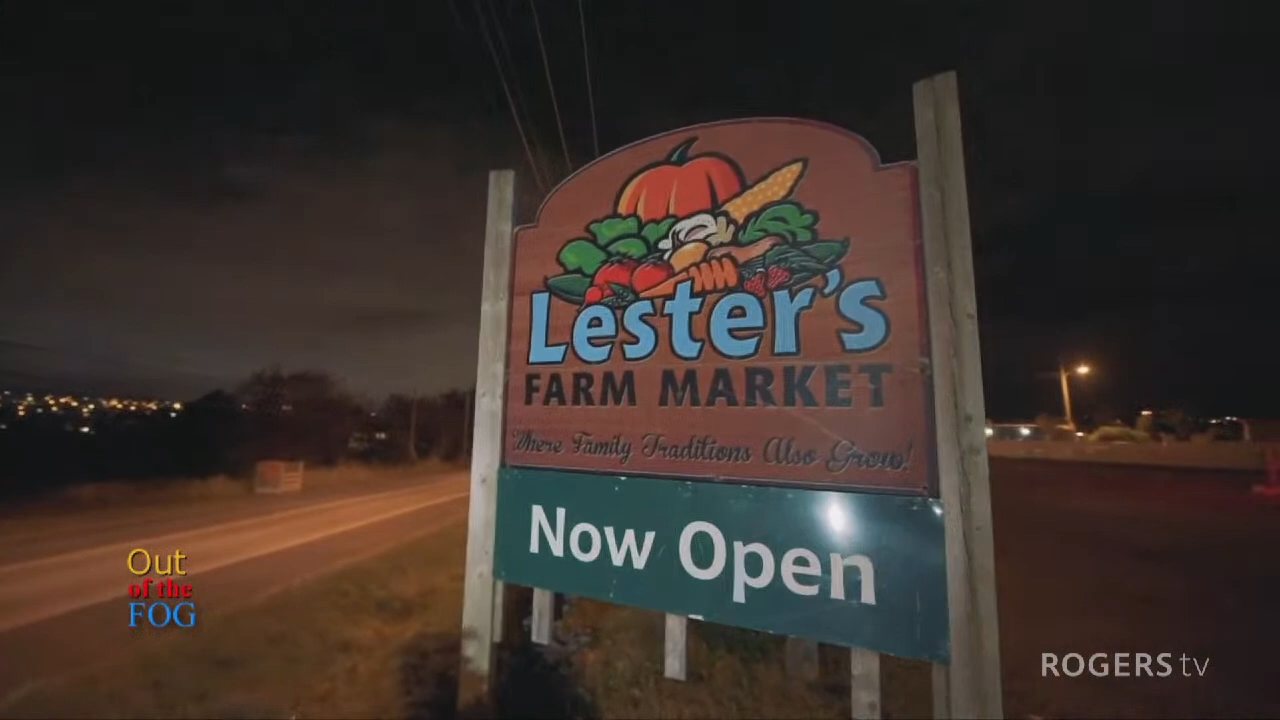 Lester's
FARM MARKET
Where Family Traditions Also Grow!
Now Open
Out
of the
FOG
ROGERS tv